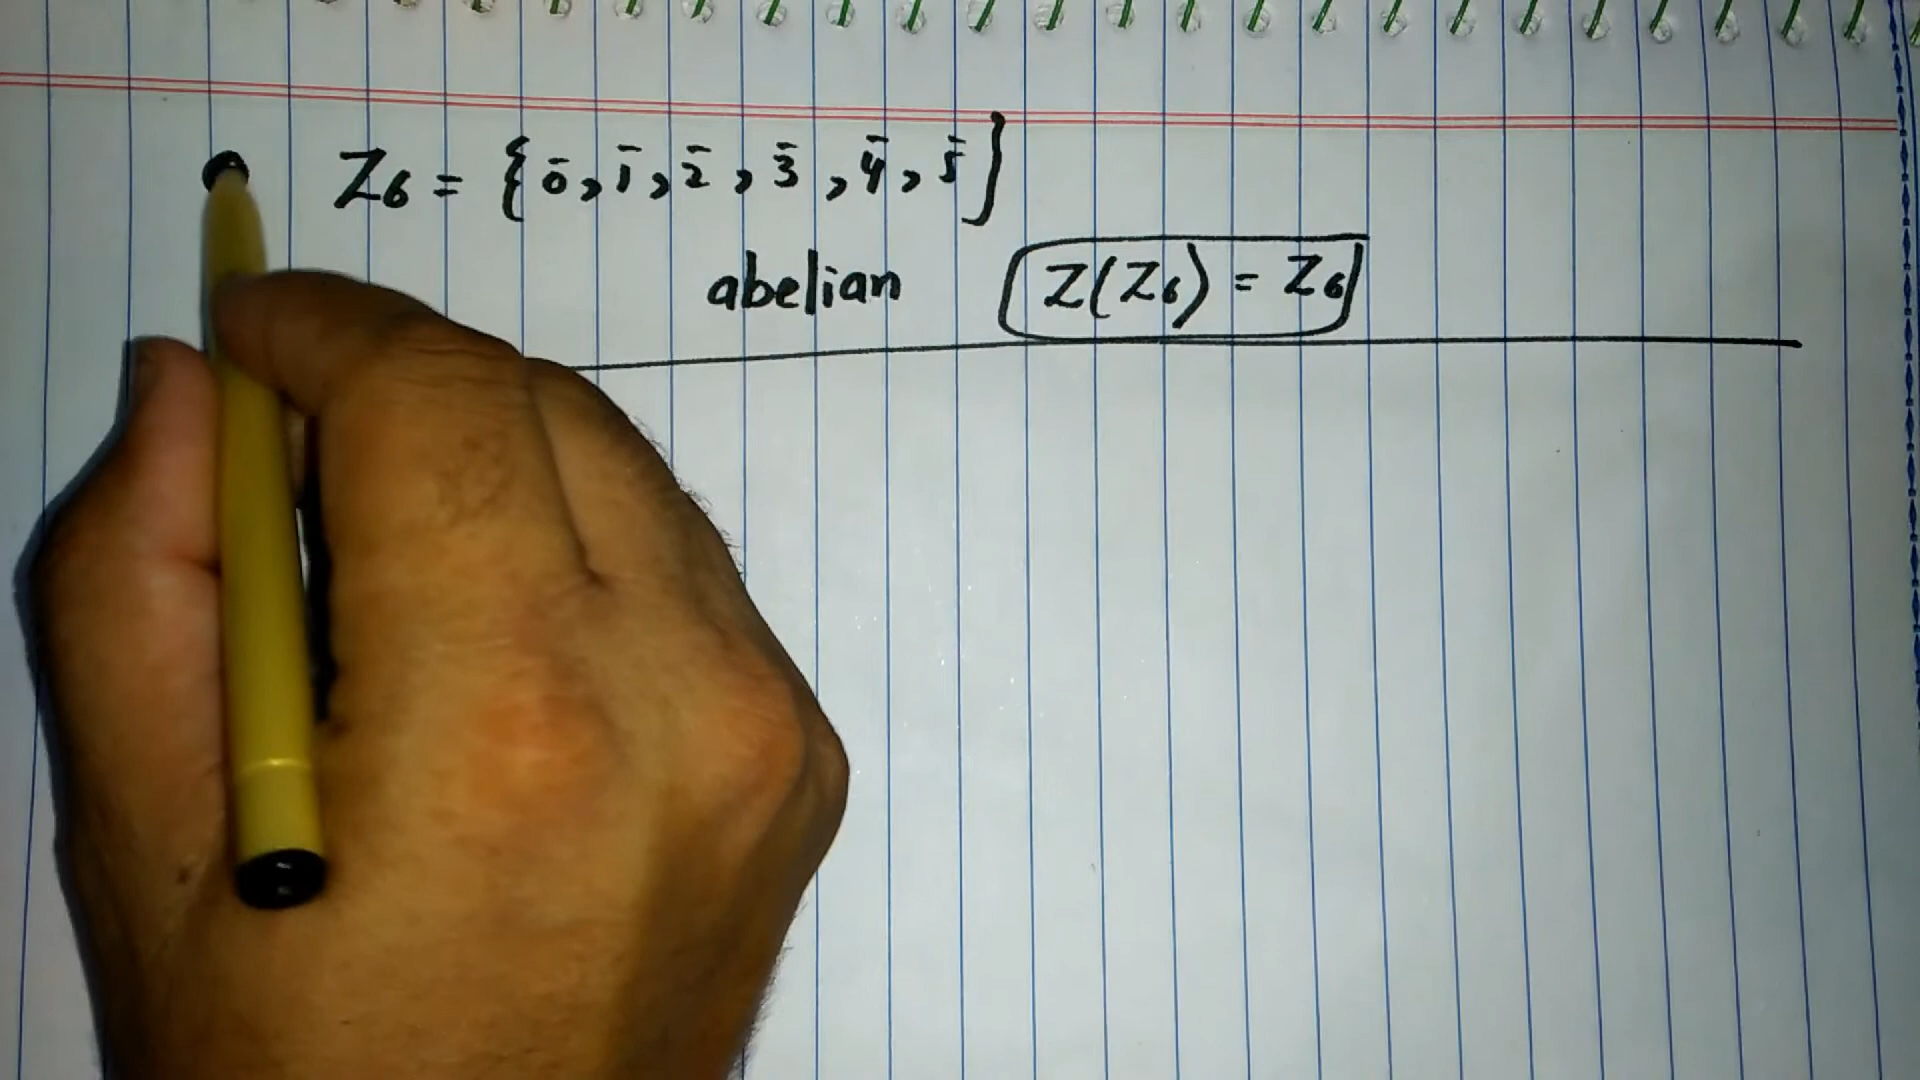 Z₆ = { 0̄, 1̄, 2̄, 3̄, 4̄, 5̄ }
abelian Z(Z₆) = Z₆